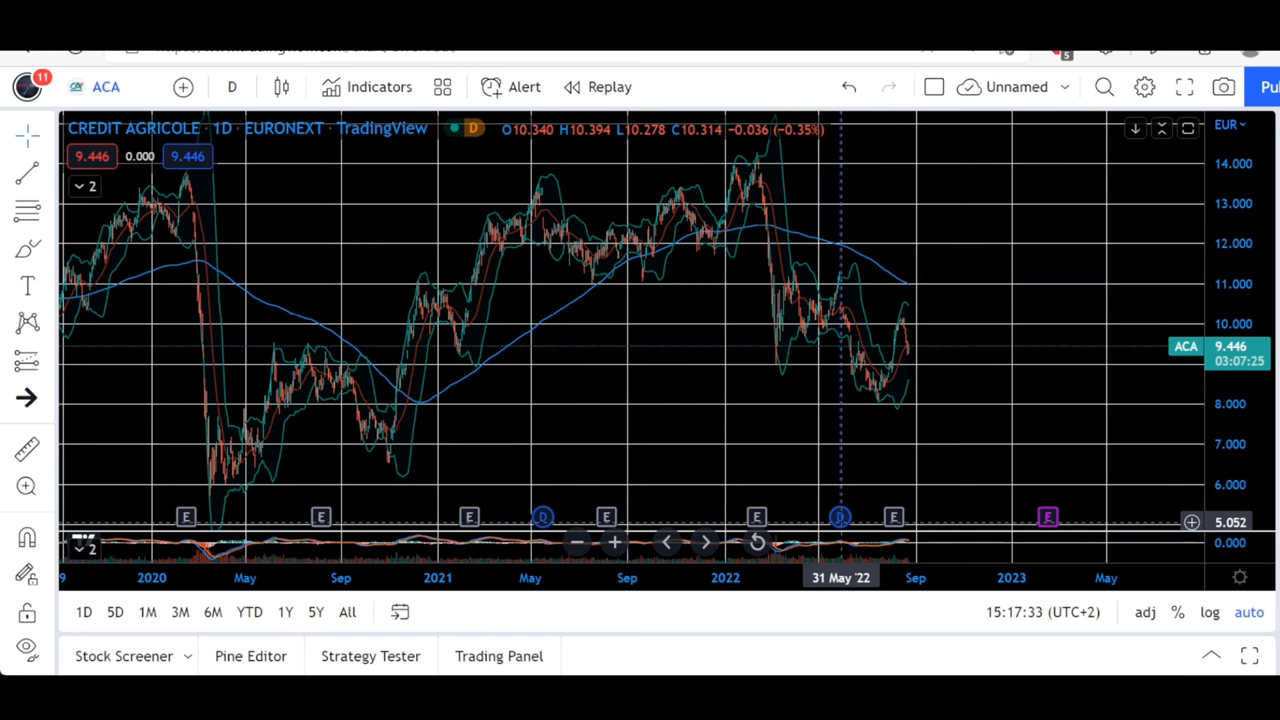 5
11
ACA
D
Indicators
Alert
Replay
Unnamed
Pu
CREDIT AGRICOLE · 1D · EURONEXT · TradingView
D
O10.340 H10.394 L10.278 C10.314 −0.036 (−0.35%)
EUR
9.446
0.000
9.446
2
14.000
13.000
12.000
11.000
10.000
ACA
9.446
03:07:25
8.000
7.000
6.000
E
E
E
D
E
E
D
E
E
5.052
2
0.000
9
2020
May
Sep
2021
May
Sep
2022
31 May '22
Sep
2023
May
1D
5D
1M
3M
6M
YTD
1Y
5Y
All
15:17:33 (UTC+2)
adj
%
log
auto
Stock Screener
Pine Editor
Strategy Tester
Trading Panel